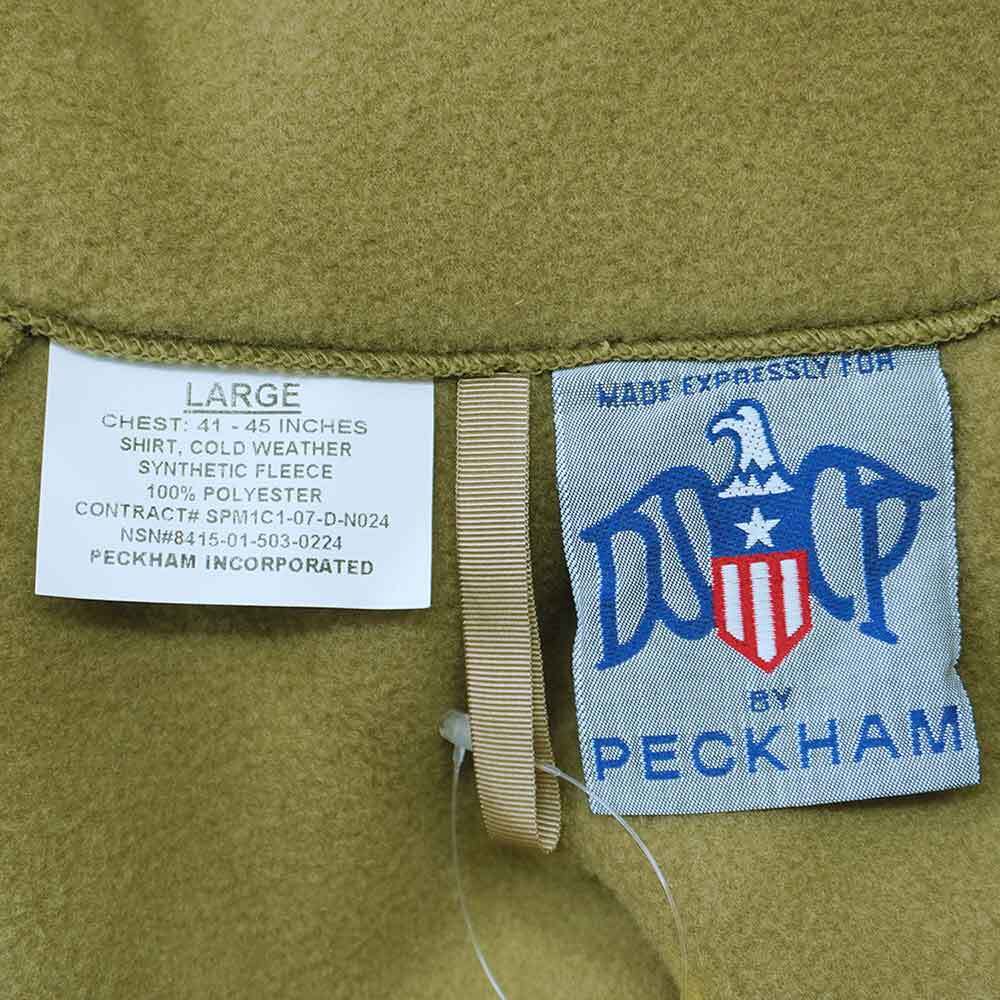 LARGE
CHEST: 41 - 45 INCHES
SHIRT, COLD WEATHER
SYNTHETIC FLEECE
100% POLYESTER
CONTRACT# SPM1C1-07-D-N024
NSN#8415-01-503-0224
PECKHAM INCORPORATED
MADE EXPRESSLY FOR
DSCP
BY
PECKHAM